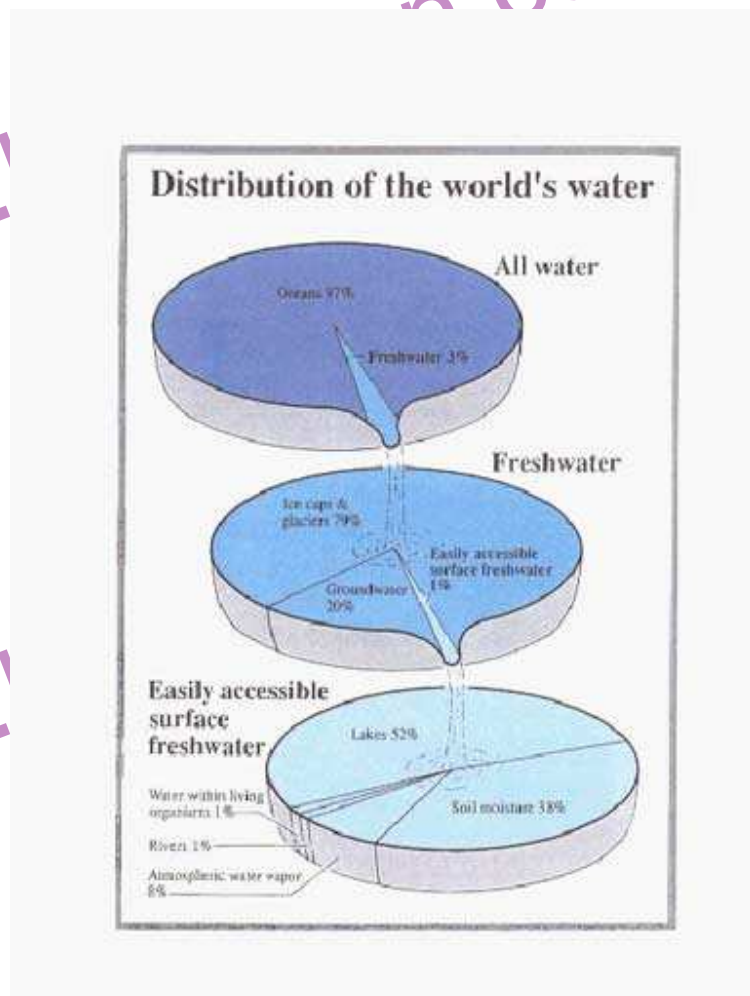 Distribution of the world's water
All water
Oceans 97%
Freshwater 3%
Freshwater
Ice caps &
glaciers 79%
Easily accessible
surface freshwater
1%
Groundwater
20%
Easily accessible
surface
freshwater
Lakes 52%
Water within living
organisms 1%
Soil moisture 38%
Rivers 1%
Atmospheric water vapor
8%